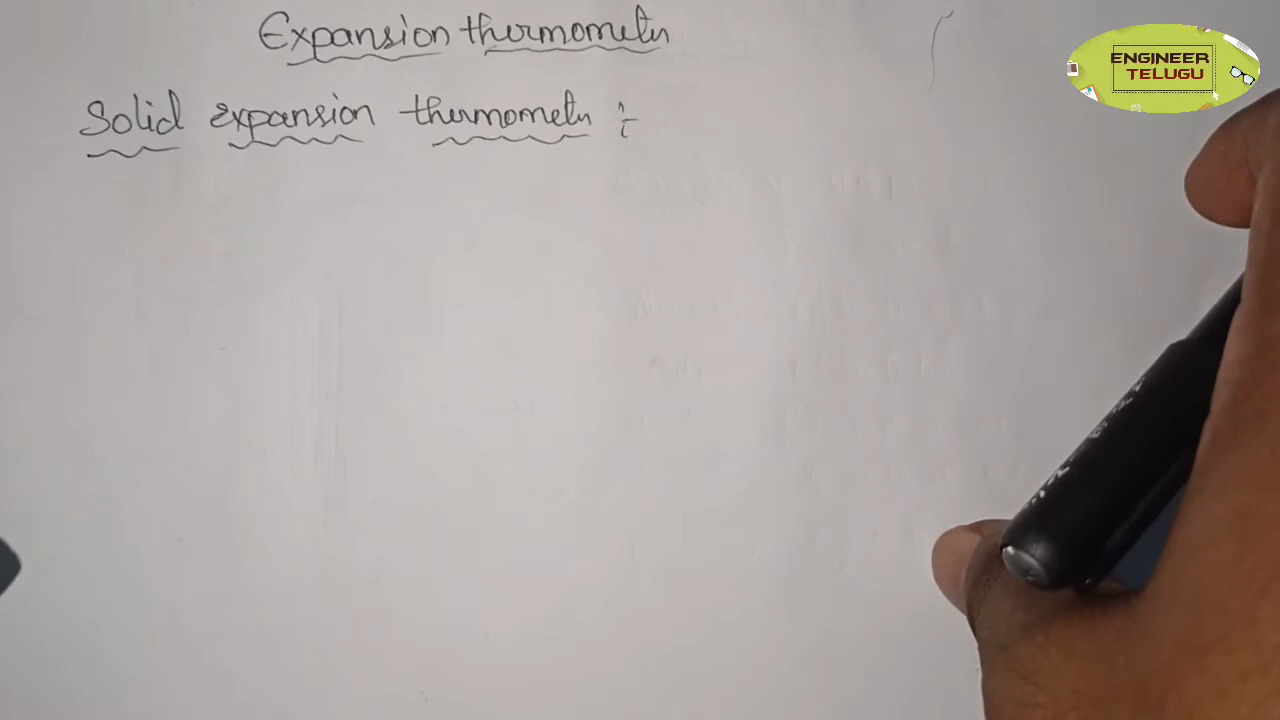 Expansion thermometer
ENGINEER
TELUGU
Solid expansion thermometer :-